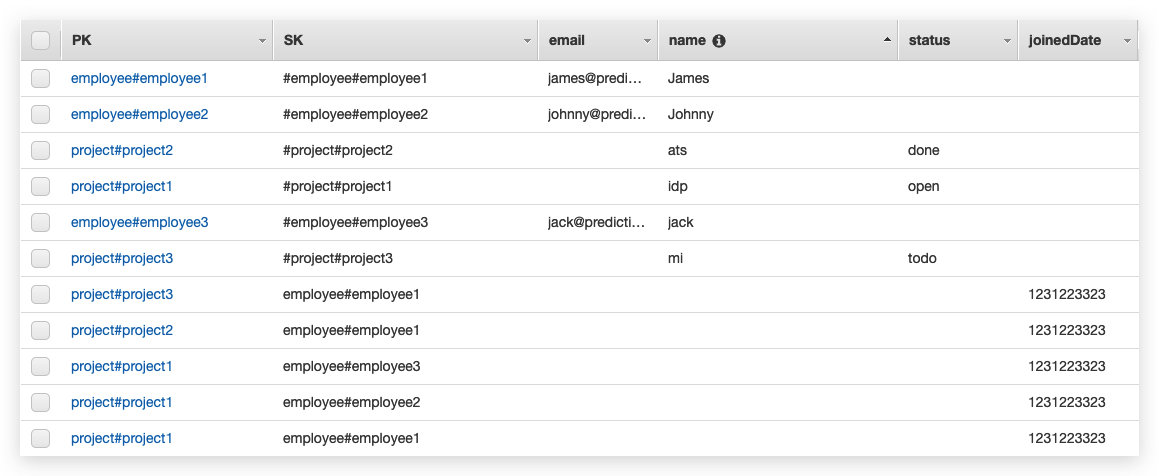 PK SK email name status joinedDate
employee#employee1 #employee#employee1 james@predi... James
employee#employee2 #employee#employee2 johnny@predi... Johnny
project#project2 #project#project2 ats done
project#project1 #project#project1 idp open
employee#employee3 #employee#employee3 jack@predicti... jack
project#project3 #project#project3 mi todo
project#project3 employee#employee1 1231223323
project#project2 employee#employee1 1231223323
project#project1 employee#employee3 1231223323
project#project1 employee#employee2 1231223323
project#project1 employee#employee1 1231223323